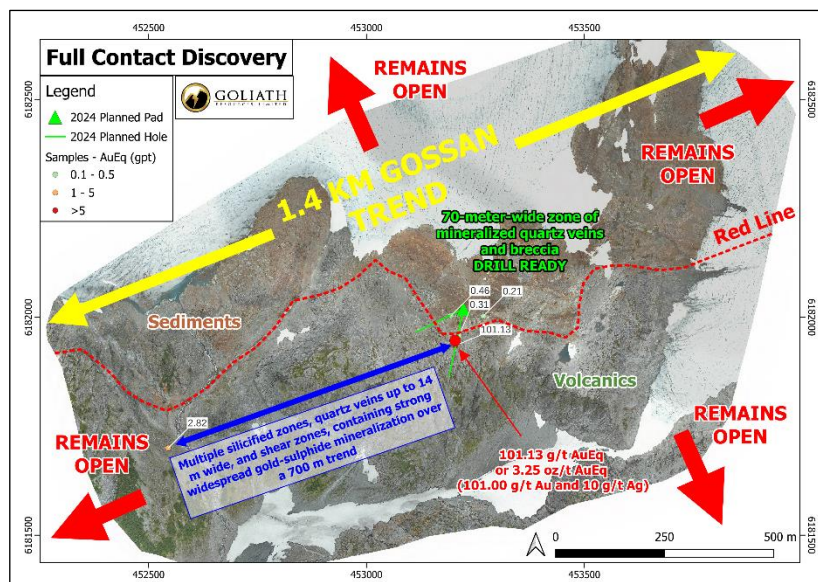 452500
453000
453500
Full Contact Discovery
Legend
2024 Planned Pad
2024 Planned Hole
Samples - AuEq (gpt)
0.1 - 0.5
1 - 5
>5
GOLIATH
RESOURCES LIMITED
REMAINS
OPEN
REMAINS
OPEN
6182500
6182500
1.4 KM GOSSAN
TREND
70-meter-wide zone of
mineralized quartz veins
and breccia
DRILL READY
Red Line
0.46
0.21
0.31
101.13
6182000
6182000
Sediments
Volcanics
2.82
Multiple silicified zones, quartz veins up to 14
m wide, and shear zones, containing strong
widespread gold-sulphide mineralization over
a 700 m trend
REMAINS
OPEN
REMAINS
OPEN
101.13 g/t AuEq
or 3.25 oz/t AuEq
(101.00 g/t Au and 10 g/t Ag)
6181500
6181500
0
250
500 m
452500
453000
453500